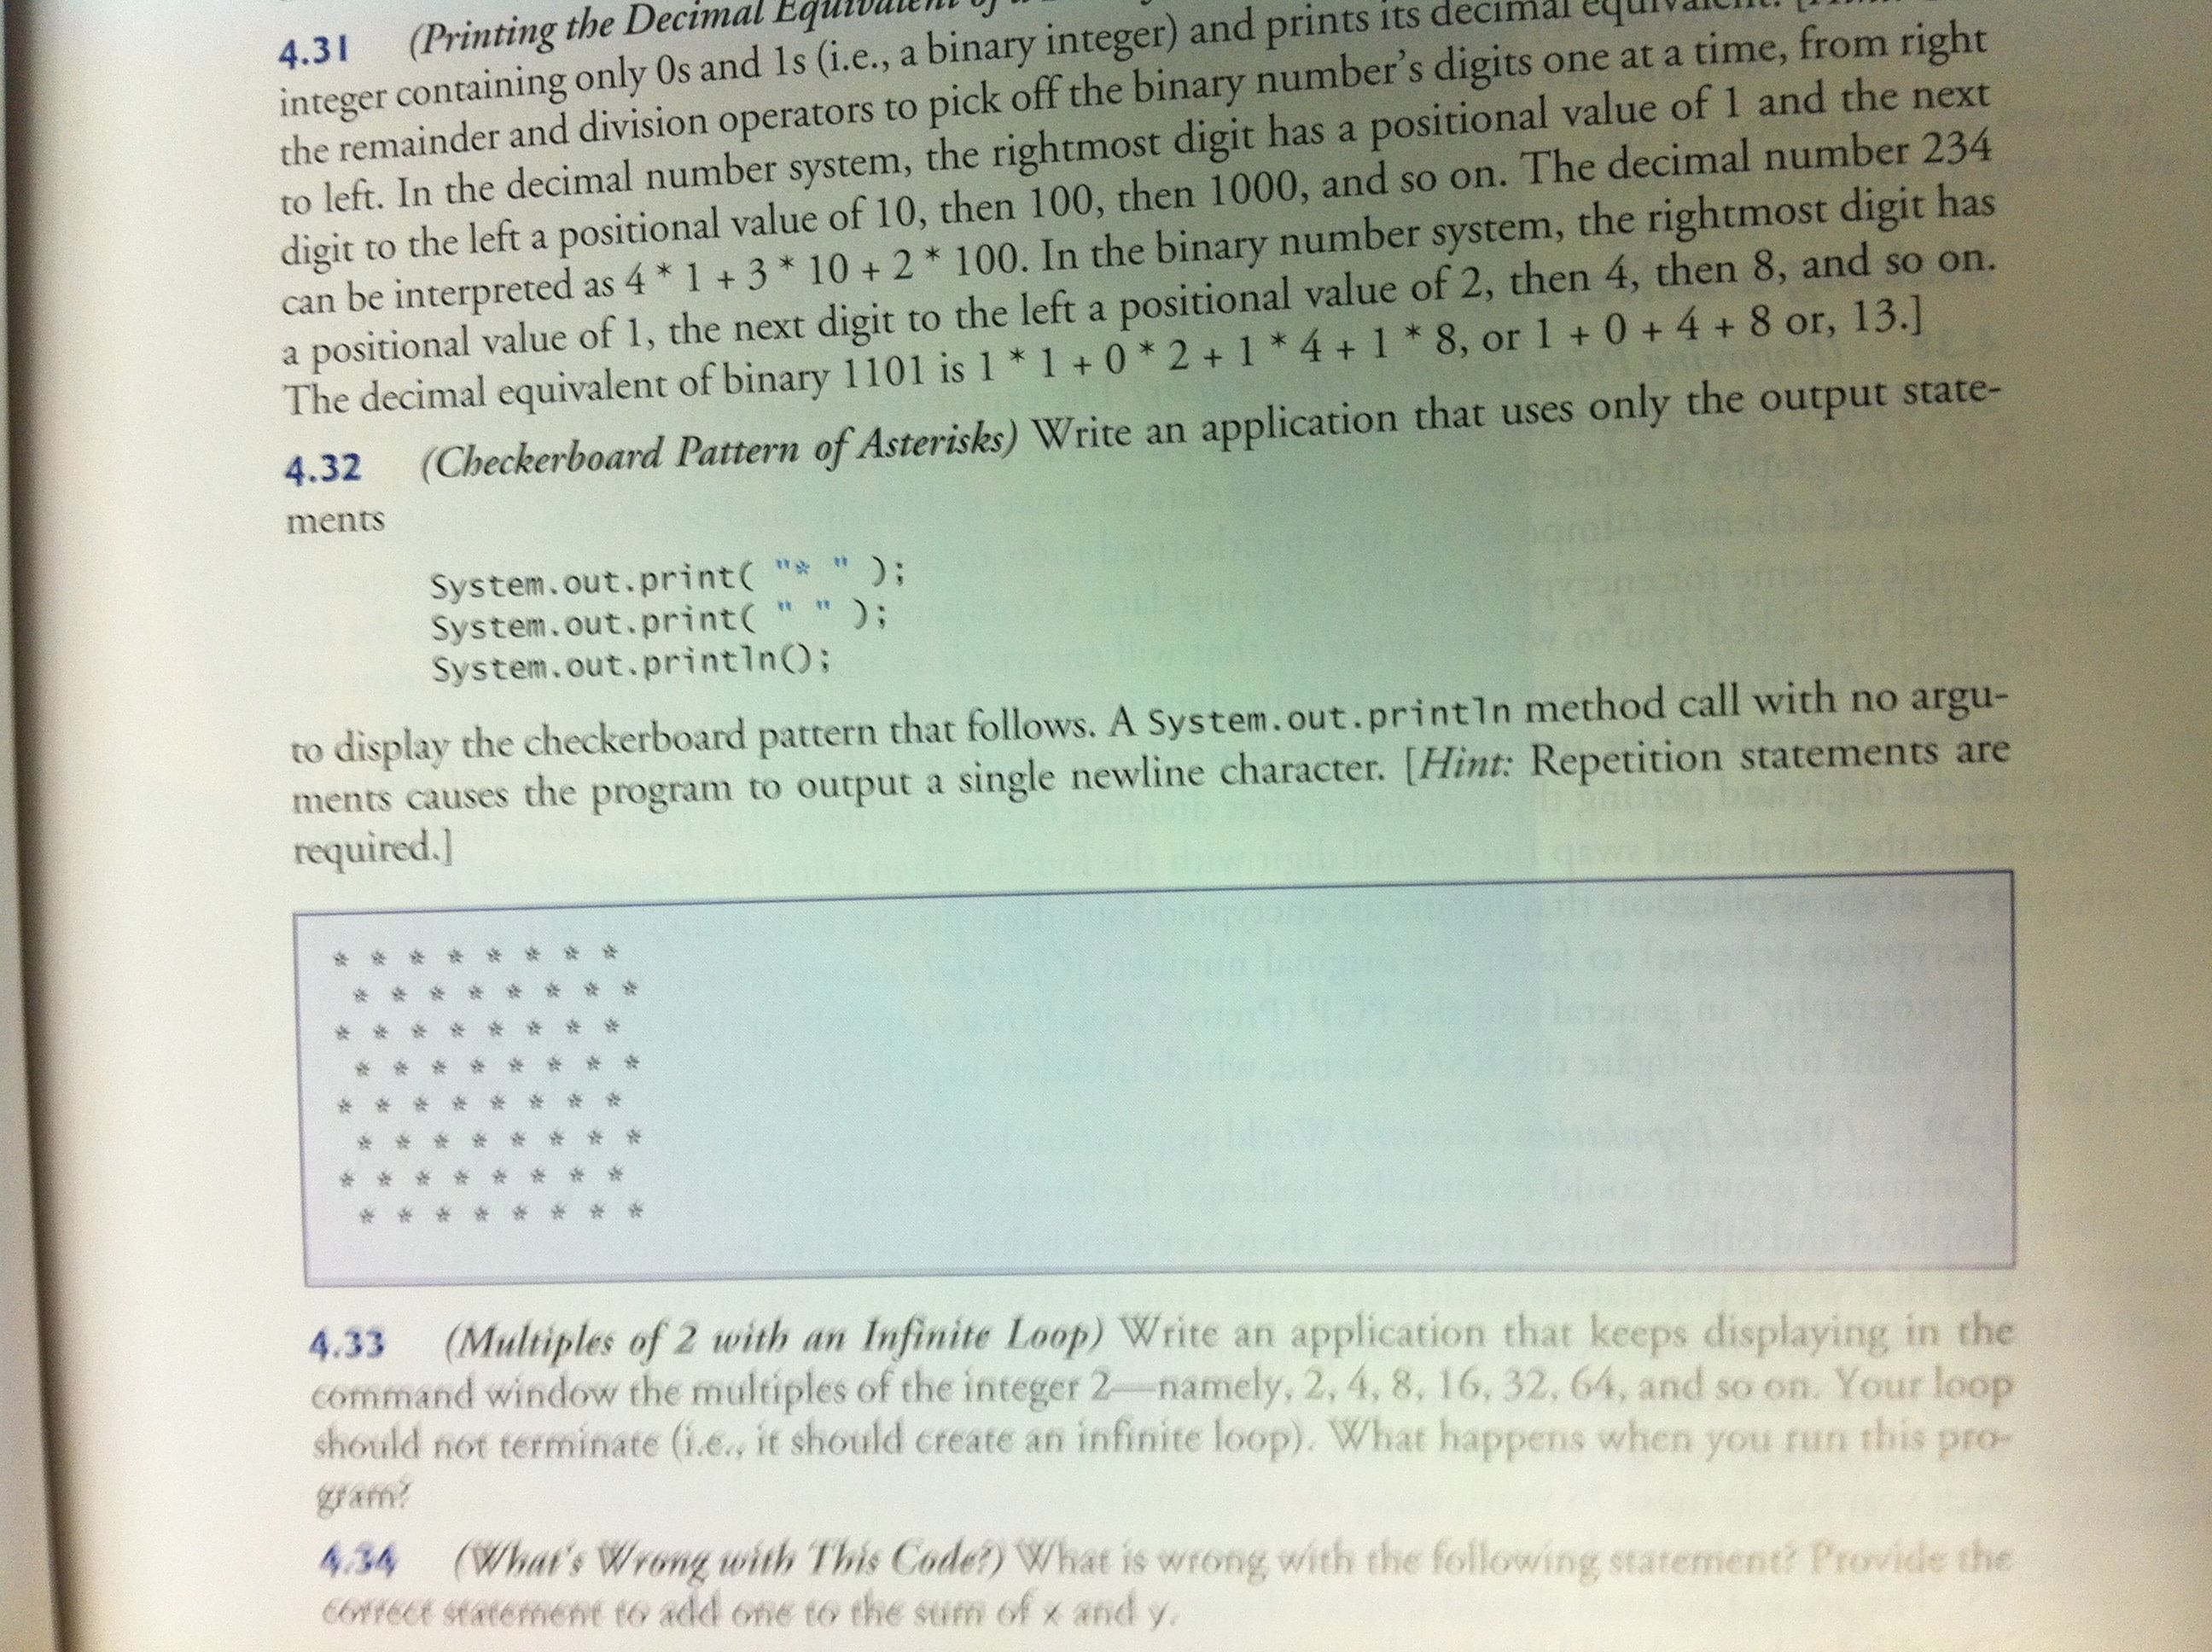 4.31 (Printing the Decimal Equivalent of a
integer containing only 0s and 1s (i.e., a binary integer) and prints its decimal equivalent.
the remainder and division operators to pick off the binary number's digits one at a time, from right
to left. In the decimal number system, the rightmost digit has a positional value of 1 and the next
digit to the left a positional value of 10, then 100, then 1000, and so on. The decimal number 234
can be interpreted as 4 * 1 + 3 * 10 + 2 * 100. In the binary number system, the rightmost digit has
a positional value of 1, the next digit to the left a positional value of 2, then 4, then 8, and so on.
The decimal equivalent of binary 1101 is 1 * 1 + 0 * 2 + 1 * 4 + 1 * 8, or 1 + 0 + 4 + 8 or, 13.]
4.32 (Checkerboard Pattern of Asterisks) Write an application that uses only the output state-
ments
System.out.print( "* " );
System.out.print( " " );
System.out.println();
to display the checkerboard pattern that follows. A System.out.println method call with no argu-
ments causes the program to output a single newline character. [Hint: Repetition statements are
required.]
* * * * * * * *
 * * * * * * * *
* * * * * * * *
 * * * * * * * *
* * * * * * * *
 * * * * * * * *
* * * * * * * *
 * * * * * * * *
4.33 (Multiples of 2 with an Infinite Loop) Write an application that keeps displaying in the
command window the multiples of the integer 2—namely, 2, 4, 8, 16, 32, 64, and so on. Your loop
should not terminate (i.e., it should create an infinite loop). What happens when you run this pro-
gram?
4.34 (What's Wrong with This Code?) What is wrong with the following statement? Provide the
correct statement to add one to the sum of x and y.